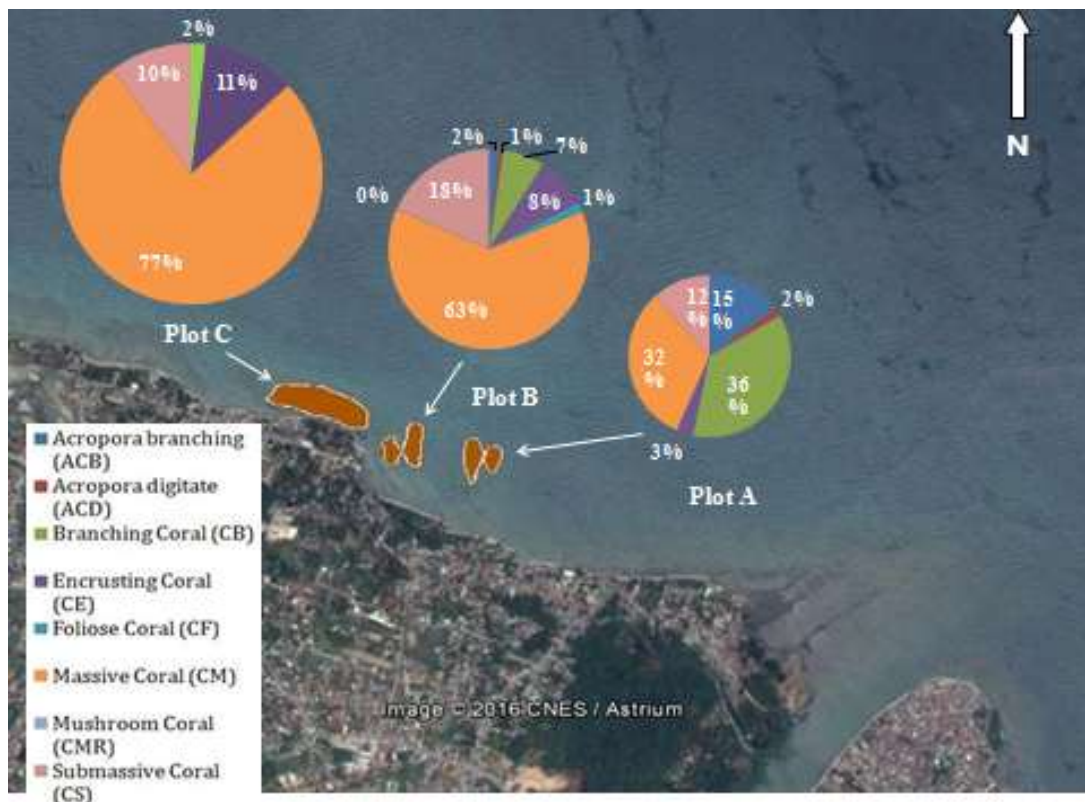 2%
10%
11%
77%
Plot C
2%
1%
7%
0%
18%
8%
1%
63%
Plot B
12
%
15
%
2%
32
%
36
%
3%
Plot A
N
Acropora branching
(ACB)
Acropora digitate
(ACD)
Branching Coral (CB)
Encrusting Coral
(CE)
Foliose Coral (CF)
Massive Coral (CM)
Mushroom Coral
(CMR)
Submassive Coral
(CS)
Image © 2016 CNES / Astrium